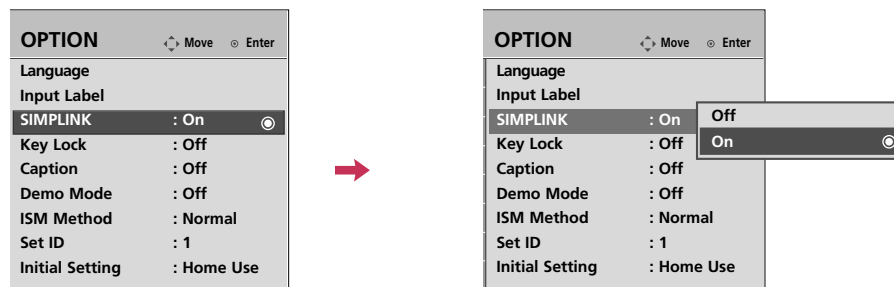 OPTION Move Enter
Language
Input Label
SIMPLINK : On
Key Lock : Off
Caption : Off
Demo Mode : Off
ISM Method : Normal
Set ID : 1
Initial Setting : Home Use
OPTION Move Enter
Language
Input Label
SIMPLINK : On
Key Lock : Off
Caption : Off
Demo Mode : Off
ISM Method : Normal
Set ID : 1
Initial Setting : Home Use
Off
On